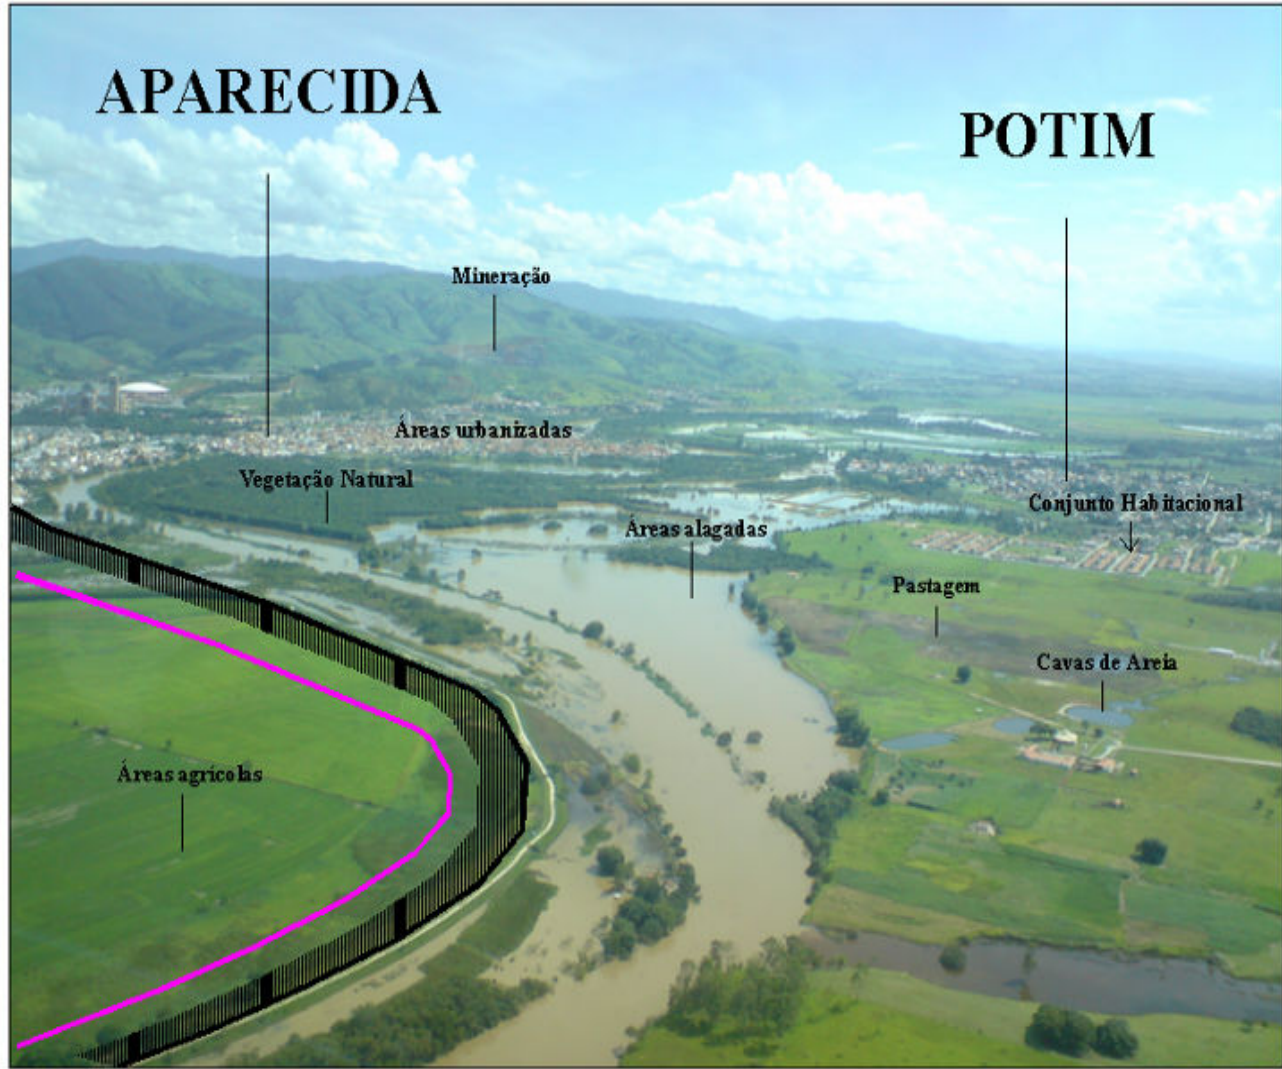 APARECIDA
POTIM
Mineração
Áreas urbanizadas
Vegetação Natural
Conjunto Habitacional
Áreas alagadas
Pastagem
Cavas de Areia
Áreas agrícolas